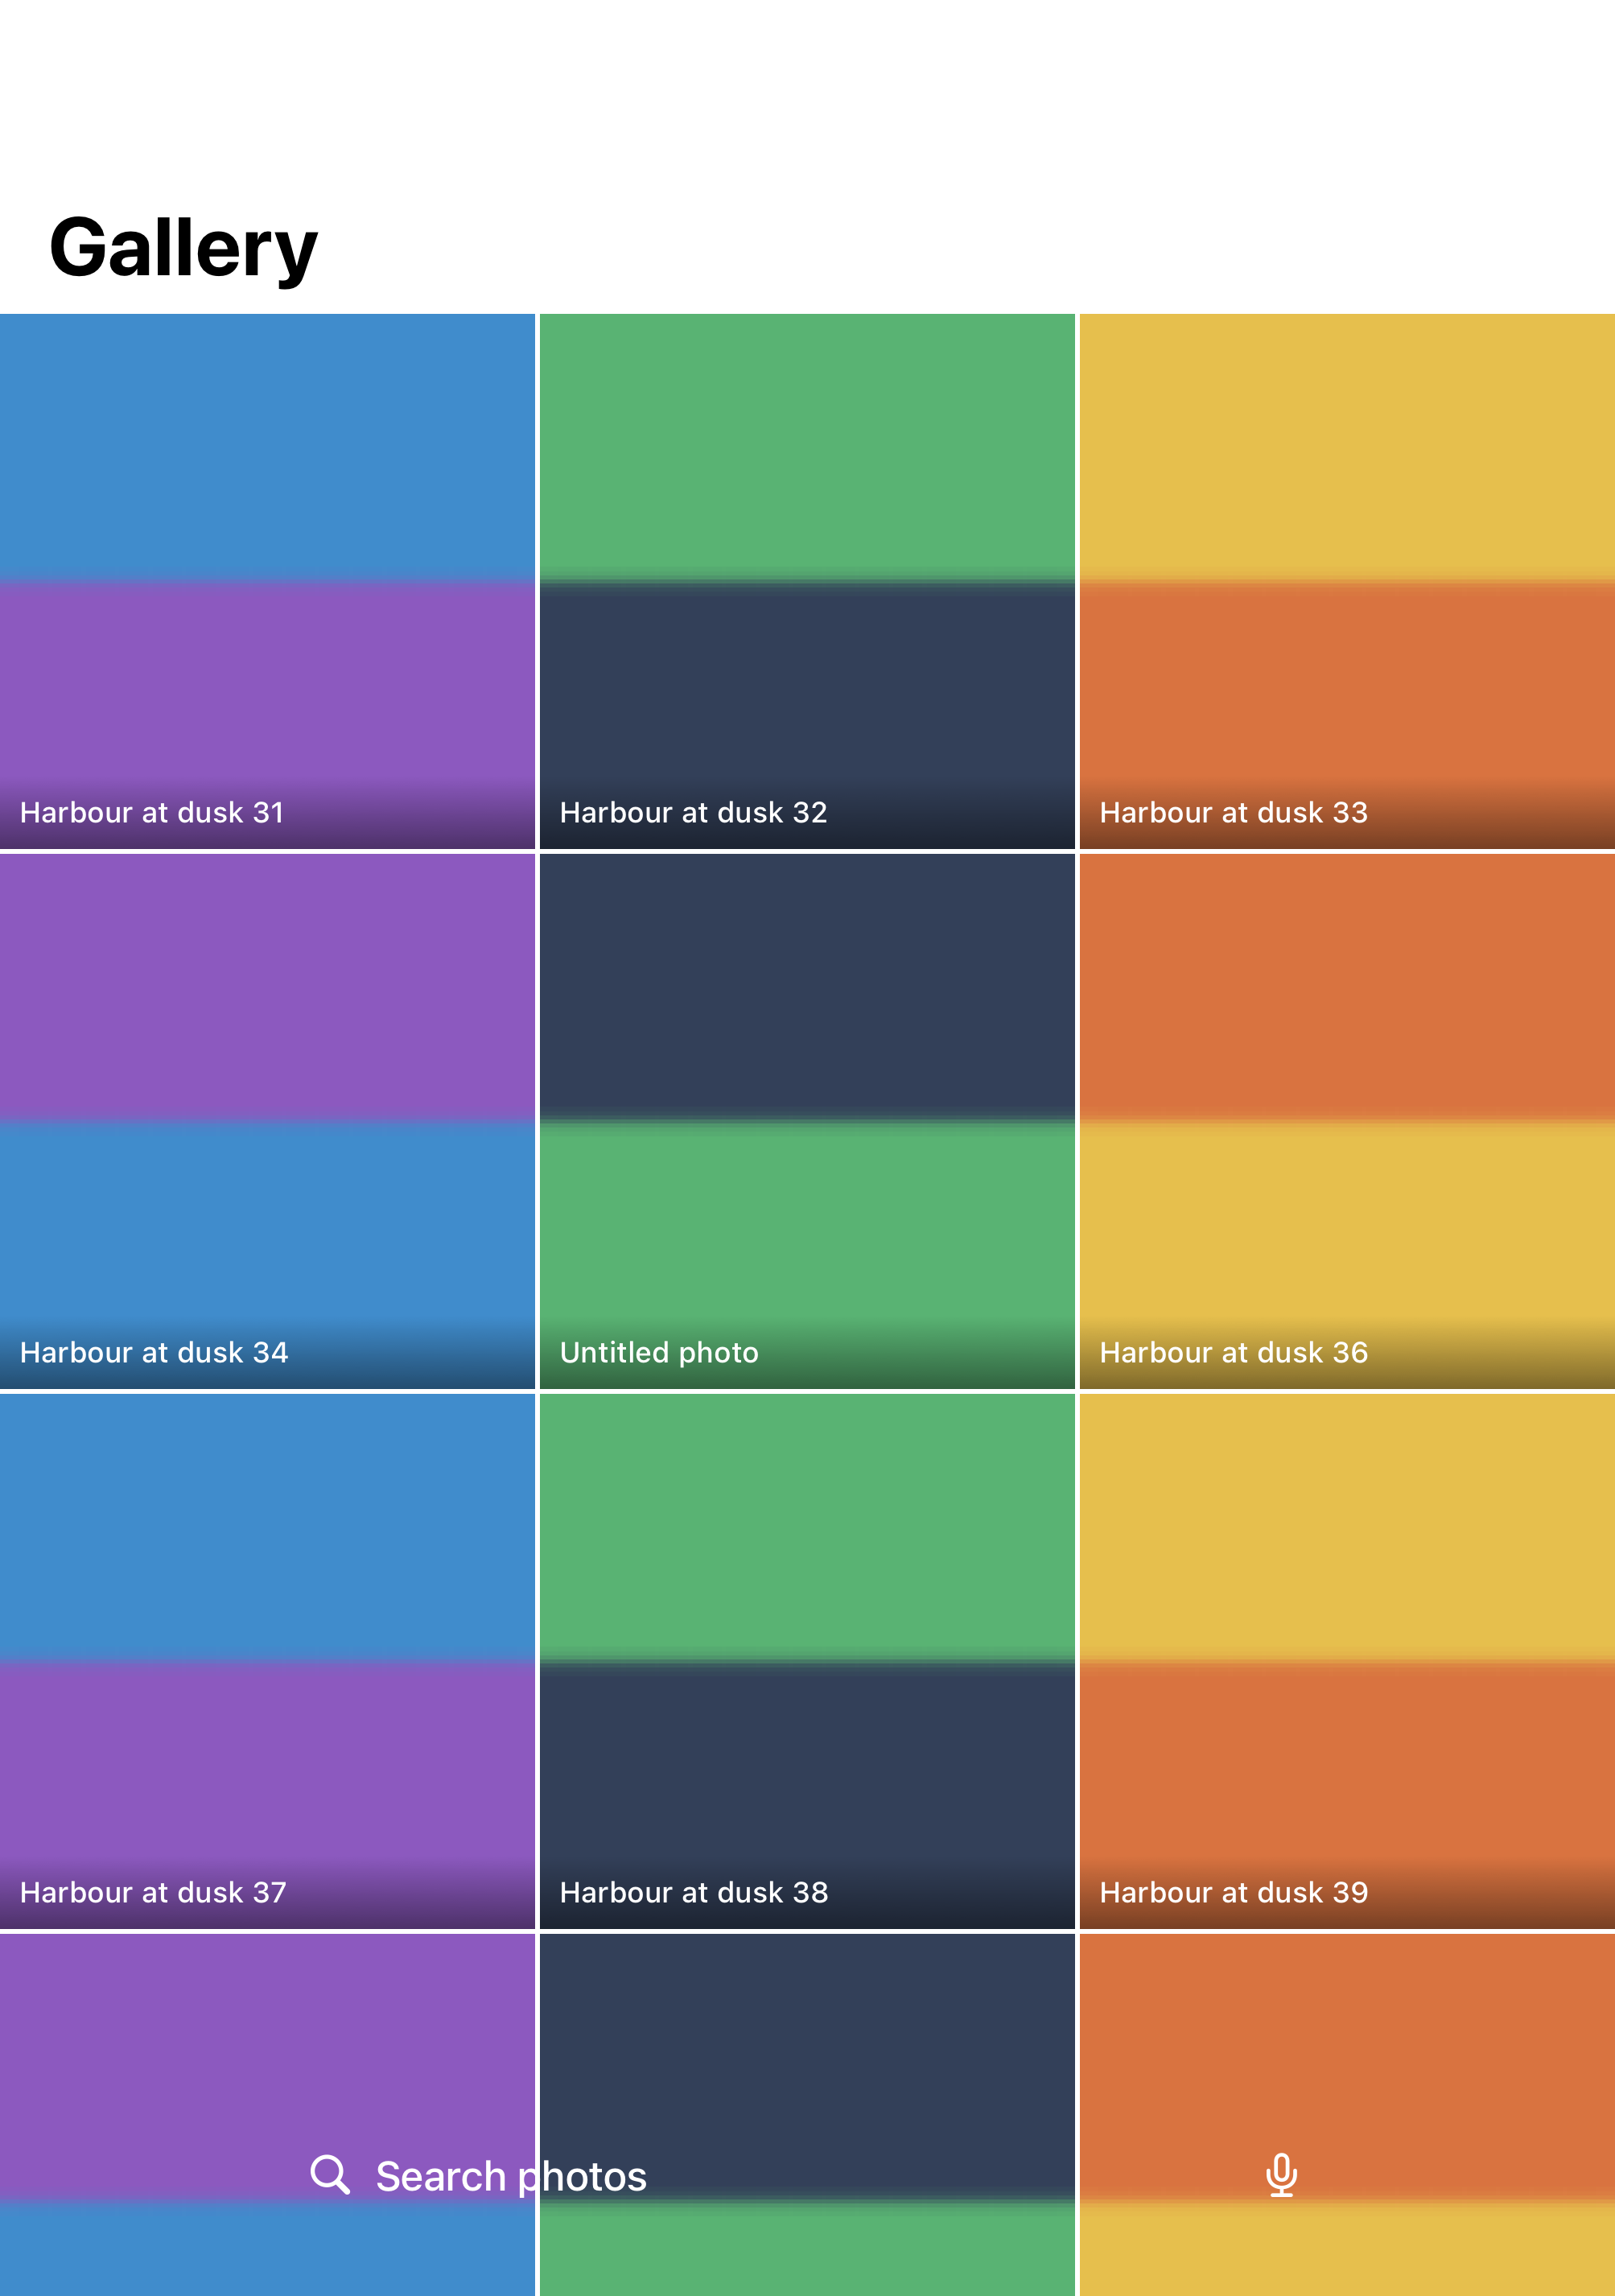 Gallery
Harbour at dusk 31
Harbour at dusk 32
Harbour at dusk 33
Harbour at dusk 34
Untitled photo
Harbour at dusk 36
Harbour at dusk 37
Harbour at dusk 38
Harbour at dusk 39
Search photos